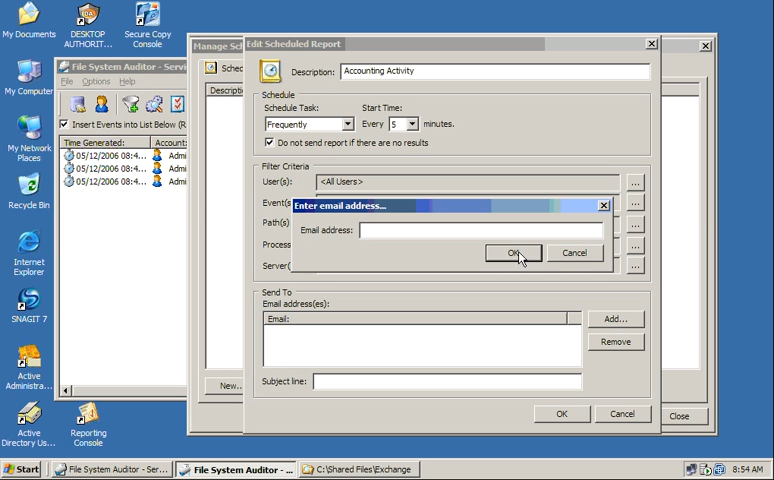 My Documents
DESKTOP
AUTHORIT...
Secure Copy
Console
My Computer
My Network
Places
Recycle Bin
Internet
Explorer
SNAGIT 7
Active
Administra...
Active
Directory Us...
Reporting
Console
File System Auditor - Serv
File Options Help
Insert Events into List Below (R
Time Generated: Account:
05/12/2006 08:4... Admi
05/12/2006 08:4... Admi
05/12/2006 08:4... Admi
Manage Sch
Sched
Descripti
New...
Close
Edit Scheduled Report
Description: Accounting Activity
Schedule
Schedule Task: Start Time:
Frequently Every 5 minutes.
Do not send report if there are no results
Filter Criteria
User(s): <All Users> ...
Event(s ...
Path(s) ...
Process ...
Server( ...
Enter email address...
Email address:
OK Cancel
Send To
Email address(es):
Email:
Add...
Remove
Subject line:
OK Cancel
Start File System Auditor - Ser... File System Auditor - ... C:\Shared Files\Exchange 8:54 AM